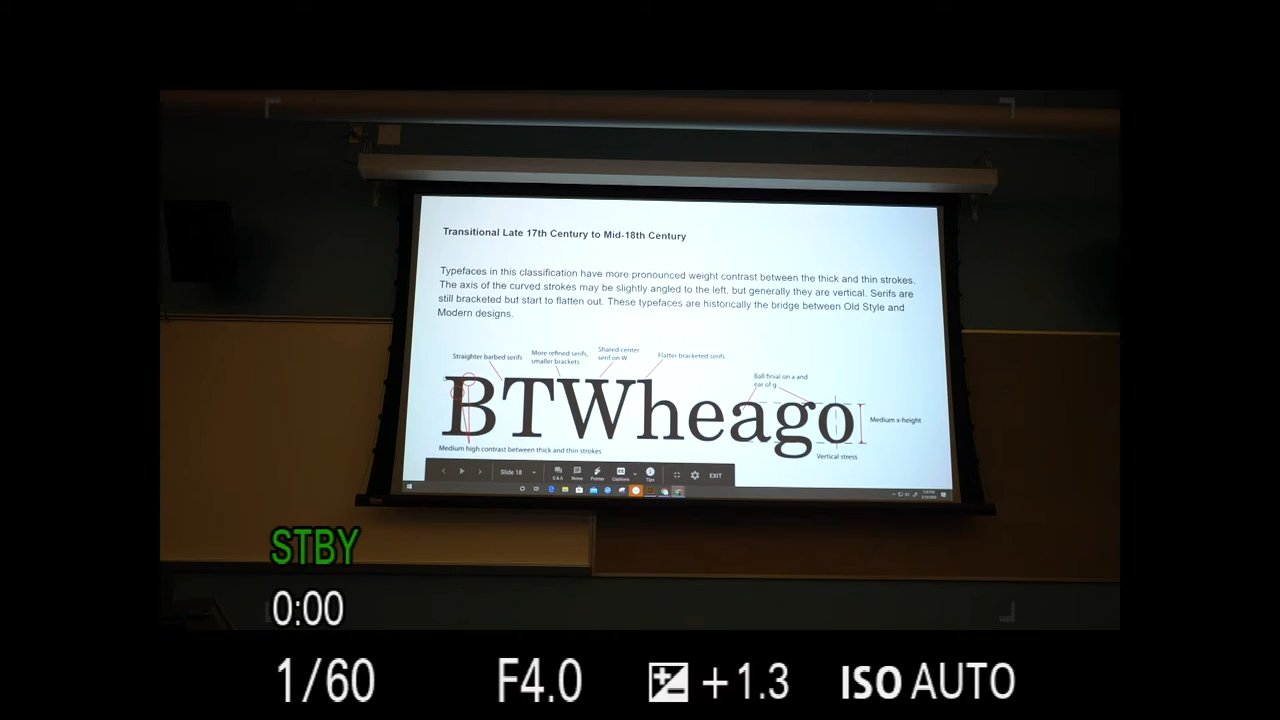 Transitional Late 17th Century to Mid-18th Century
Typefaces in this classification have more pronounced weight contrast between the thick and thin strokes.
The axis of the curved strokes may be slightly angled to the left, but generally they are vertical. Serifs are
still bracketed but start to flatten out. These typefaces are historically the bridge between Old Style and
Modern designs.
Straighter barbed serifs
More refined serifs,
smaller brackets
Shared center
serif on W
Flatter bracketed serifs
Ball finial on a and
ear of g
BTWheago
Medium x-height
Medium high contrast between thick and thin strokes
Vertical stress
Slide 18
Q&A Notes Pointer Captions Tips
EXIT
STBY
0:00
1/60 F4.0 +1.3 ISO AUTO